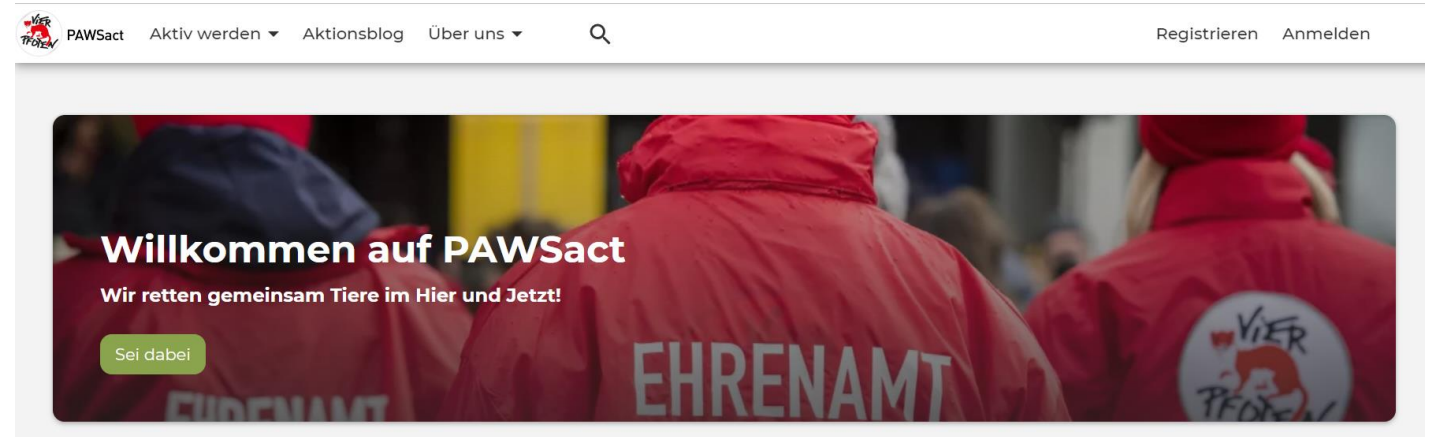 VIER
PFOTEN
PAWSact
Aktiv werden
Aktionsblog
Über uns
Registrieren
Anmelden
Willkommen auf PAWSact
Wir retten gemeinsam Tiere im Hier und Jetzt!
Sei dabei
EHRENAMT
EHRENAMT
VIER
PFOTEN